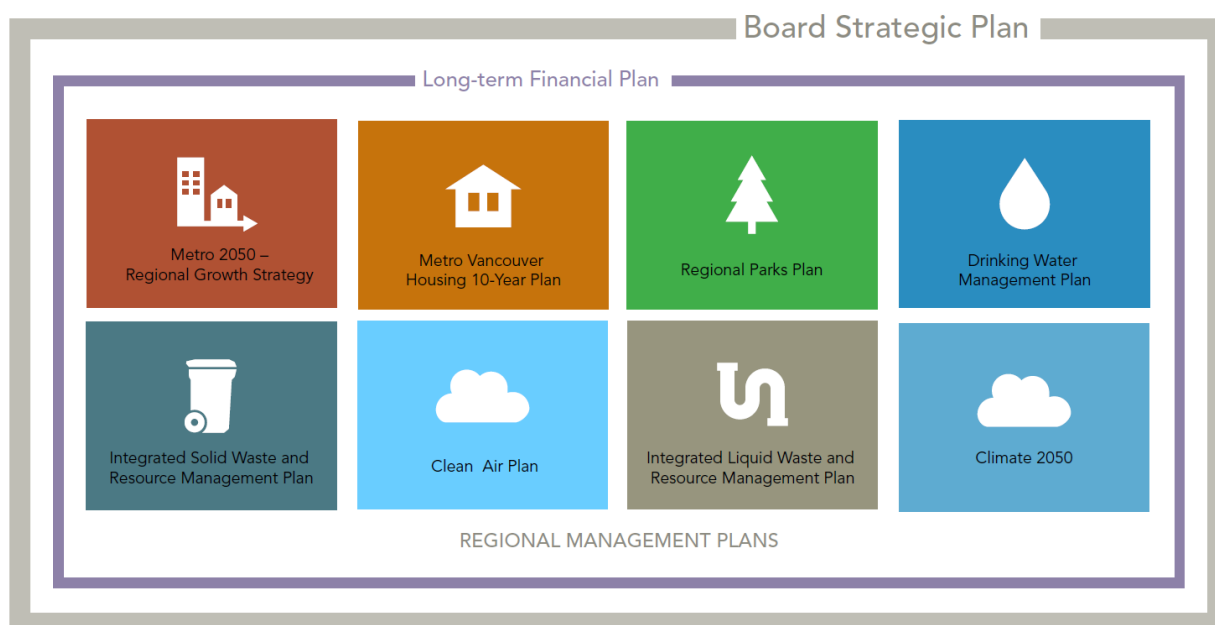 Board Strategic Plan
Long-term Financial Plan
Metro 2050 –
Regional Growth Strategy
Metro Vancouver
Housing 10-Year Plan
Regional Parks Plan
Drinking Water
Management Plan
Integrated Solid Waste and
Resource Management Plan
Clean  Air Plan
Integrated Liquid Waste and
Resource Management Plan
Climate 2050
REGIONAL MANAGEMENT PLANS